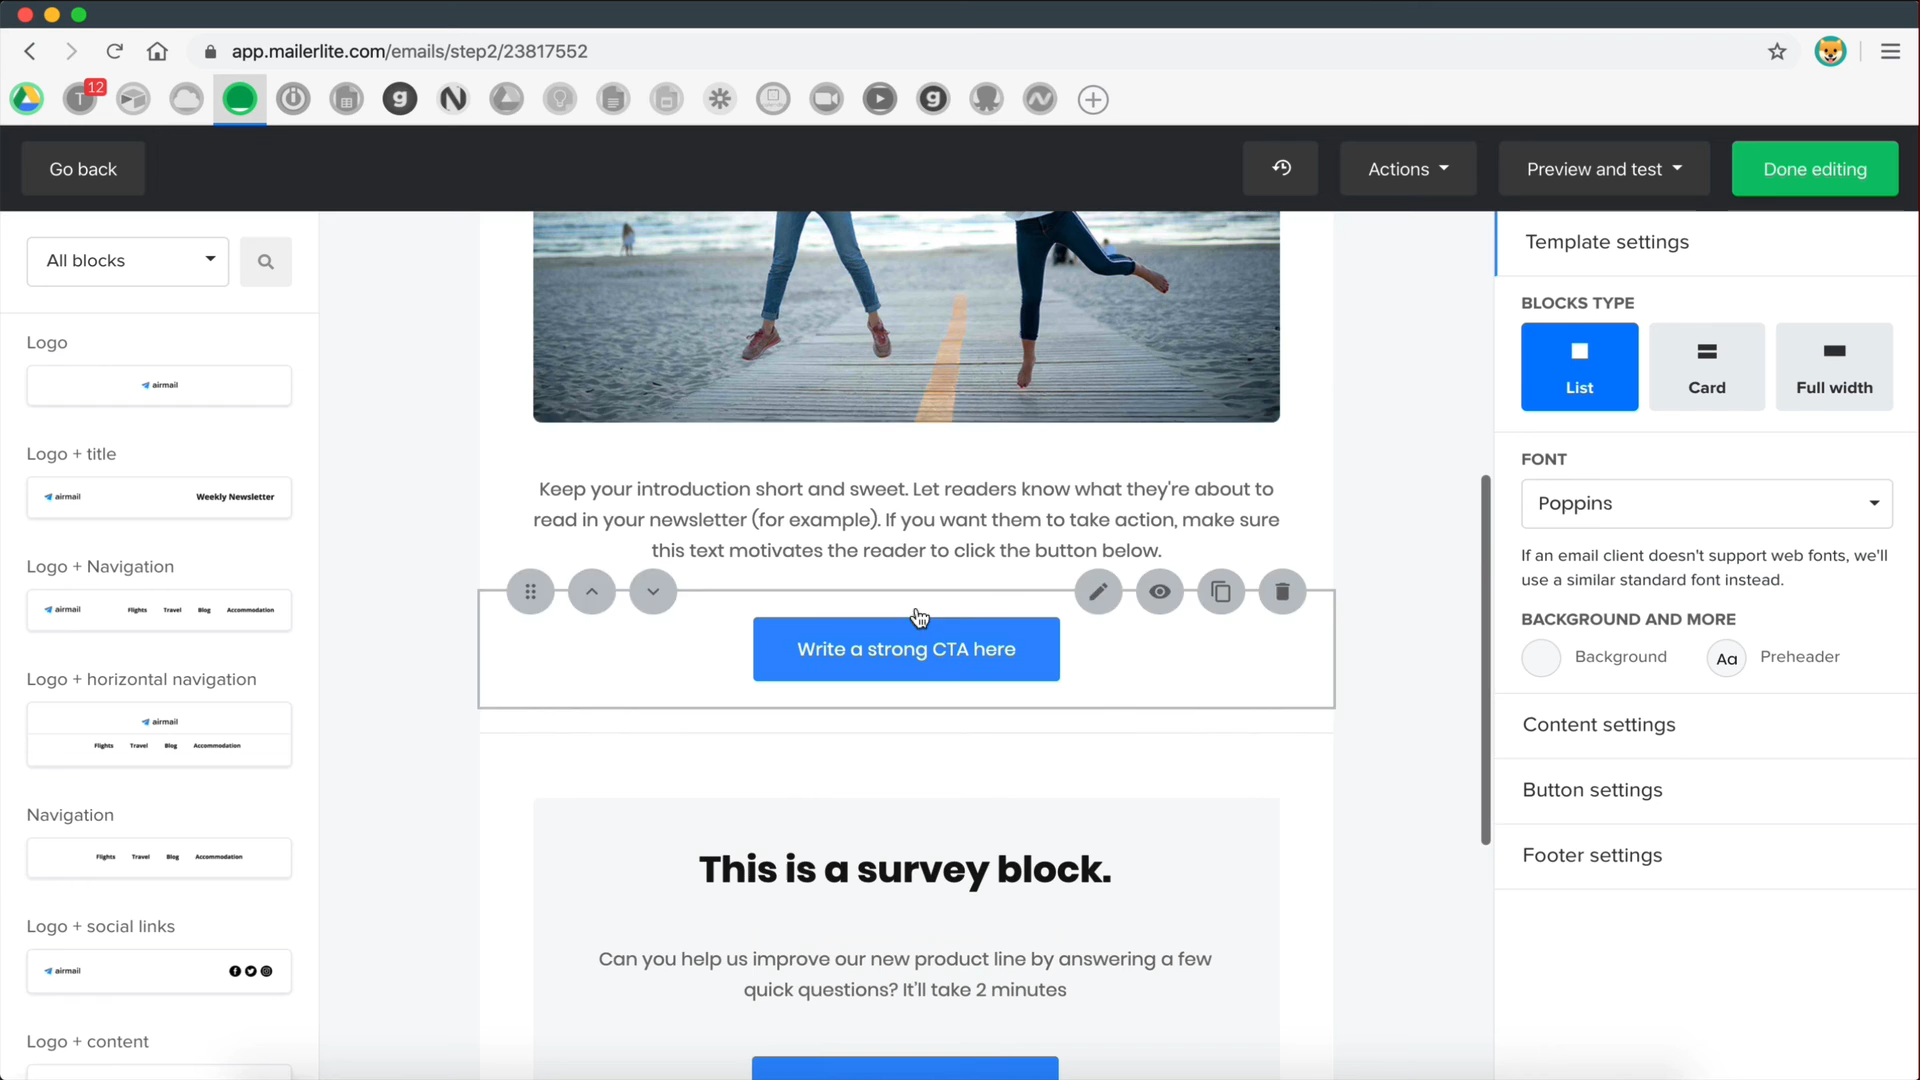 app.mailerlite.com/emails/step2/23817552
12
T
g
N
g
Go back
Actions
Preview and test
Done editing
All blocks
Logo
airmail
Logo + title
airmail
Weekly Newsletter
Logo + Navigation
airmail
Flights
Travel
Blog
Accommodation
Logo + horizontal navigation
airmail
Flights
Travel
Blog
Accommodation
Navigation
Flights
Travel
Blog
Accommodation
Logo + social links
airmail
Logo + content
Keep your introduction short and sweet. Let readers know what they're about to
read in your newsletter (for example). If you want them to take action, make sure
this text motivates the reader to click the button below.
Write a strong CTA here
This is a survey block.
Can you help us improve our new product line by answering a few
quick questions? It'll take 2 minutes
Template settings
BLOCKS TYPE
List
Card
Full width
FONT
Poppins
If an email client doesn't support web fonts, we'll
use a similar standard font instead.
BACKGROUND AND MORE
Background
Aa
Preheader
Content settings
Button settings
Footer settings